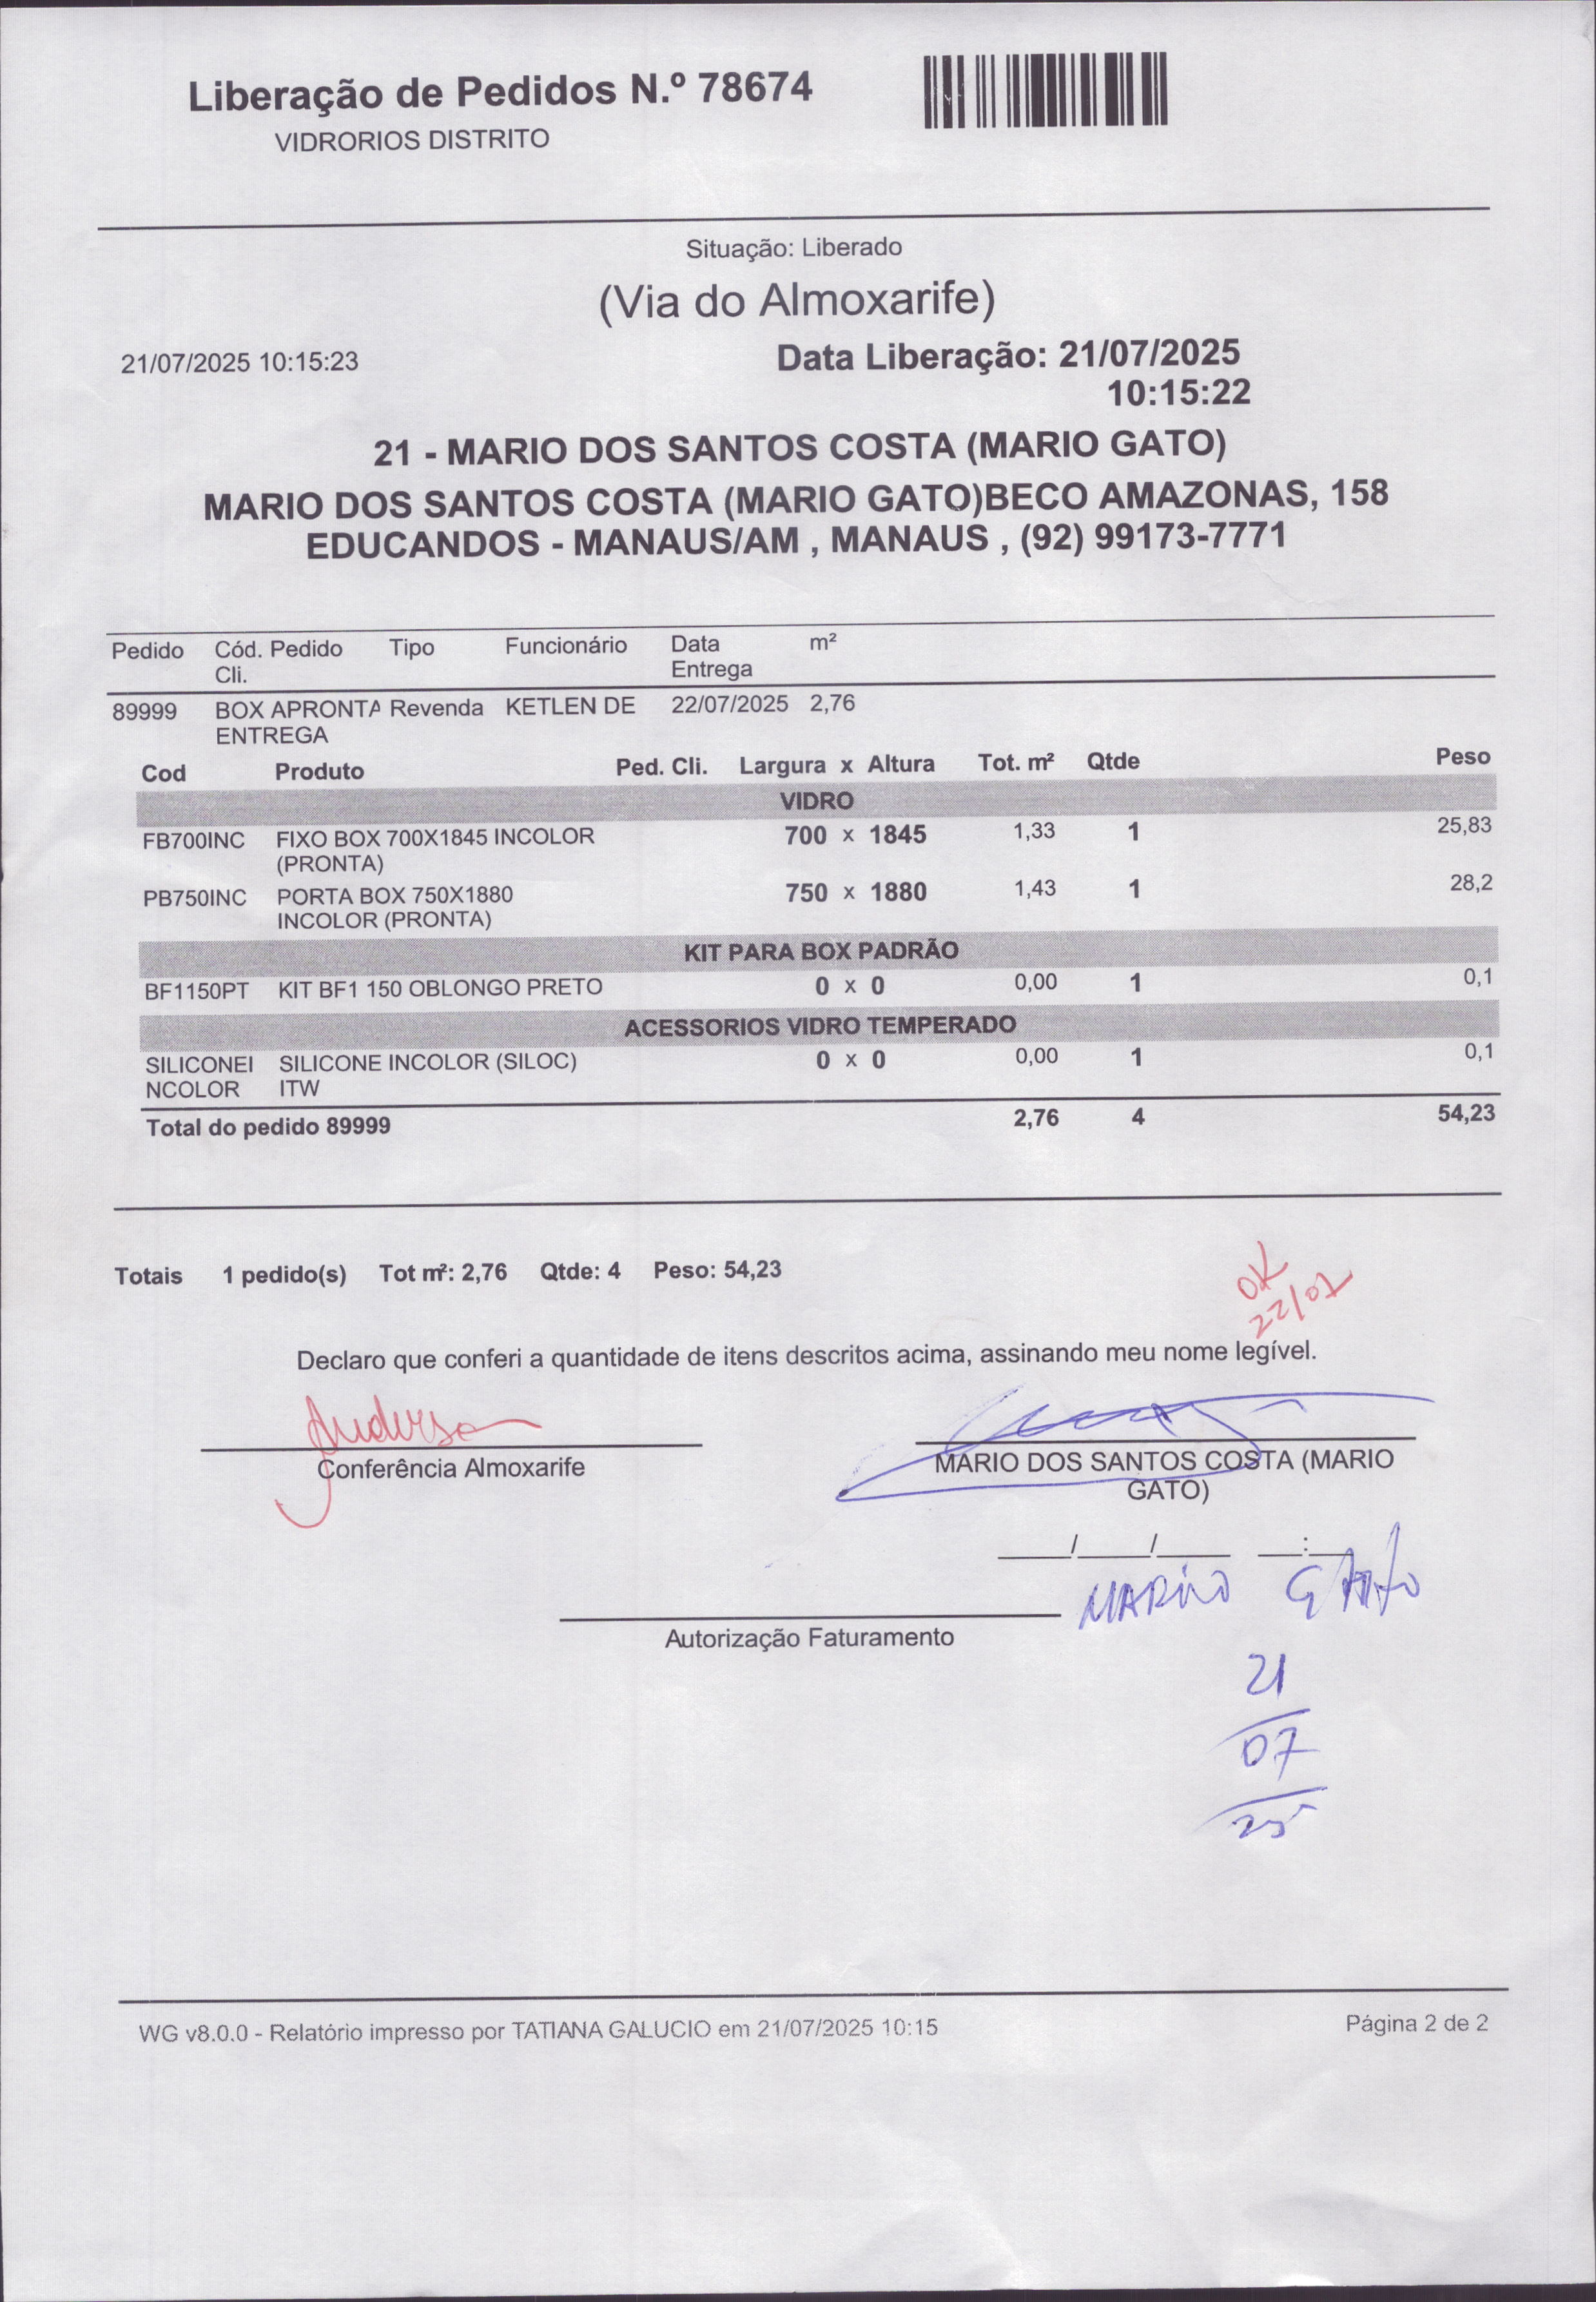 Liberação de Pedidos N.º 78674
VIDRORIOS DISTRITO
Situação: Liberado
(Via do Almoxarife)
21/07/2025 10:15:23
Data Liberação: 21/07/2025
10:15:22
21 - MARIO DOS SANTOS COSTA (MARIO GATO)
MARIO DOS SANTOS COSTA (MARIO GATO)BECO AMAZONAS, 158
EDUCANDOS - MANAUS/AM , MANAUS , (92) 99173-7771
Pedido Cód. Pedido Cli. Tipo Funcionário Data Entrega m²
89999 BOX APRONTA ENTREGA Revenda KETLEN DE 22/07/2025 2,76
Cod Produto Ped. Cli. Largura x Altura Tot. m² Qtde Peso
VIDRO
FB700INC FIXO BOX 700X1845 INCOLOR (PRONTA) 700 x 1845 1,33 1 25,83
PB750INC PORTA BOX 750X1880 INCOLOR (PRONTA) 750 x 1880 1,43 1 28,2
KIT PARA BOX PADRÃO
BF1150PT KIT BF1 150 OBLONGO PRETO 0 x 0 0,00 1 0,1
ACESSORIOS VIDRO TEMPERADO
SILICONEINCOLOR SILICONE INCOLOR (SILOC) ITW 0 x 0 0,00 1 0,1
Total do pedido 89999 2,76 4 54,23
Totais 1 pedido(s) Tot m²: 2,76 Qtde: 4 Peso: 54,23
OK
22/07
Declaro que conferi a quantidade de itens descritos acima, assinando meu nome legível.
Anderson
Conferência Almoxarife
MARIO DOS SANTOS COSTA (MARIO
GATO)
____/____/____ __:__
MARIO GATO
Autorização Faturamento
21
07
25
WG v8.0.0 - Relatório impresso por TATIANA GALUCIO em 21/07/2025 10:15
Página 2 de 2